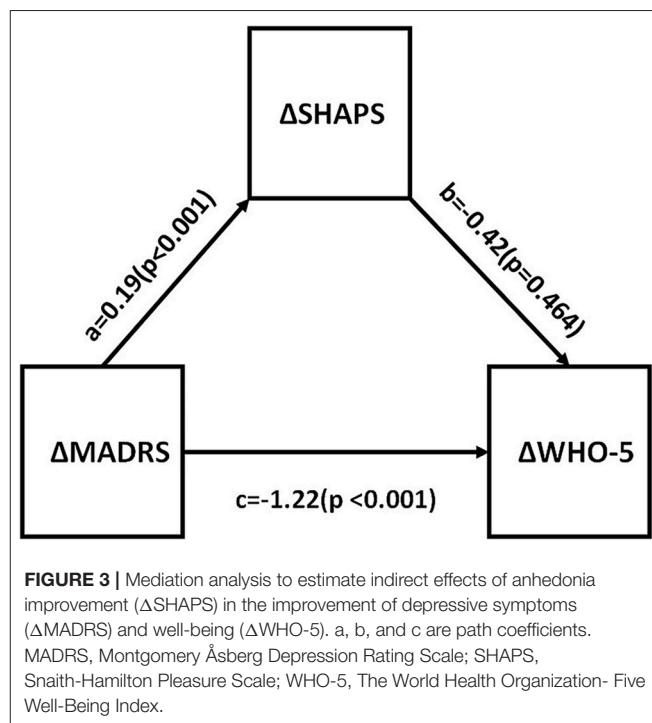 ΔSHAPS
a=0.19(p<0.001)
b=-0.42(p=0.464)
ΔMADRS
ΔWHO-5
c=-1.22(p <0.001)
FIGURE 3 | Mediation analysis to estimate indirect effects of anhedonia
improvement (ΔSHAPS) in the improvement of depressive symptoms
(ΔMADRS) and well-being (ΔWHO-5). a, b, and c are path coefficients.
MADRS, Montgomery Åsberg Depression Rating Scale; SHAPS,
Snaith-Hamilton Pleasure Scale; WHO-5, The World Health Organization- Five
Well-Being Index.